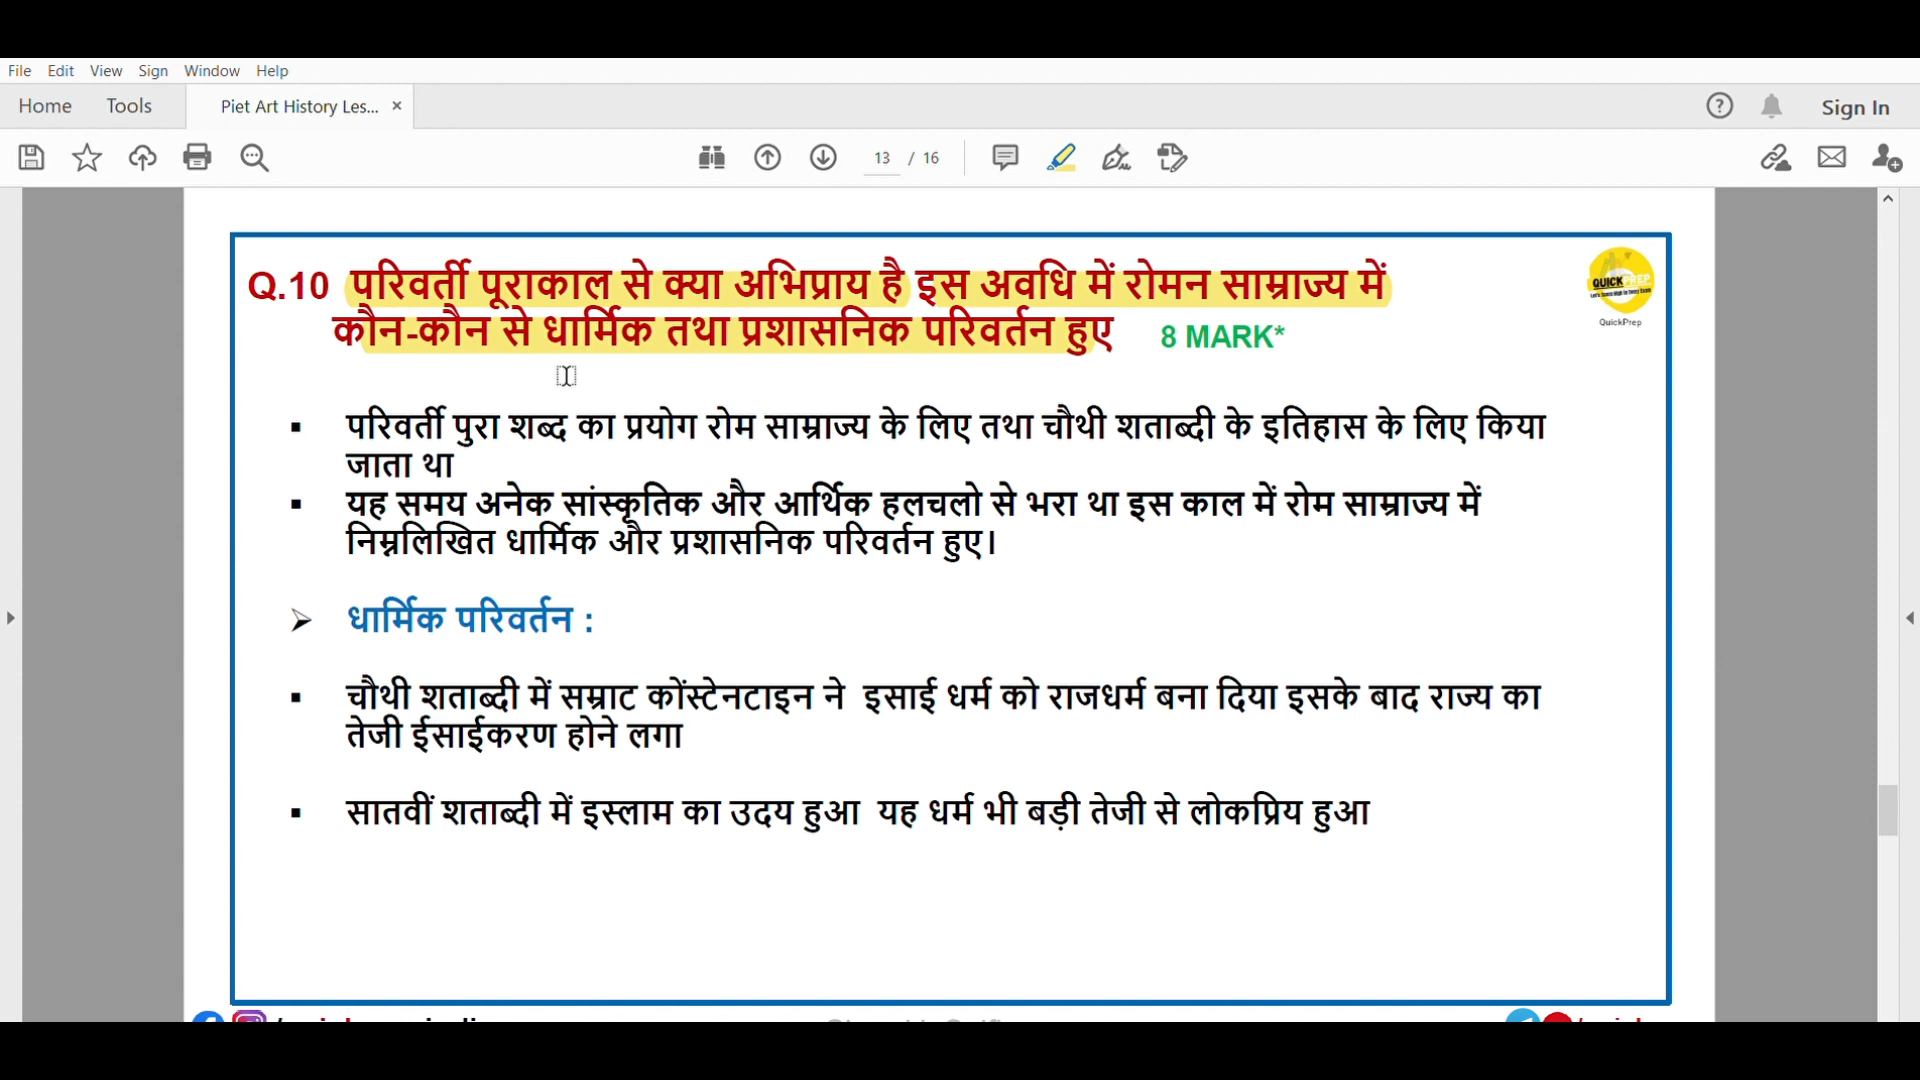 File Edit View Sign Window Help
Home Tools Piet Art History Les... × Sign In
13 / 16
Q.10 परिवर्ती पूराकाल से क्या अभिप्राय है इस अवधि में रोमन साम्राज्य में
कौन-कौन से धार्मिक तथा प्रशासनिक परिवर्तन हुए 8 MARK*
QUICKPREP
QuickPrep
▪ परिवर्ती पुरा शब्द का प्रयोग रोम साम्राज्य के लिए तथा चौथी शताब्दी के इतिहास के लिए किया
जाता था
▪ यह समय अनेक सांस्कृतिक और आर्थिक हलचलो से भरा था इस काल में रोम साम्राज्य में
निम्नलिखित धार्मिक और प्रशासनिक परिवर्तन हुए।
➢ धार्मिक परिवर्तन :
▪ चौथी शताब्दी में सम्राट कोंस्टेनटाइन ने इसाई धर्म को राजधर्म बना दिया इसके बाद राज्य का
तेजी ईसाईकरण होने लगा
▪ सातवीं शताब्दी में इस्लाम का उदय हुआ यह धर्म भी बड़ी तेजी से लोकप्रिय हुआ